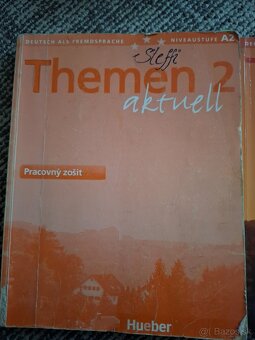 DEUTSCH ALS FREMDSPRACHE NIVEAUSTUFE A2
Steffi
Themen 2
aktuell
Pracovný zošit
Hueber